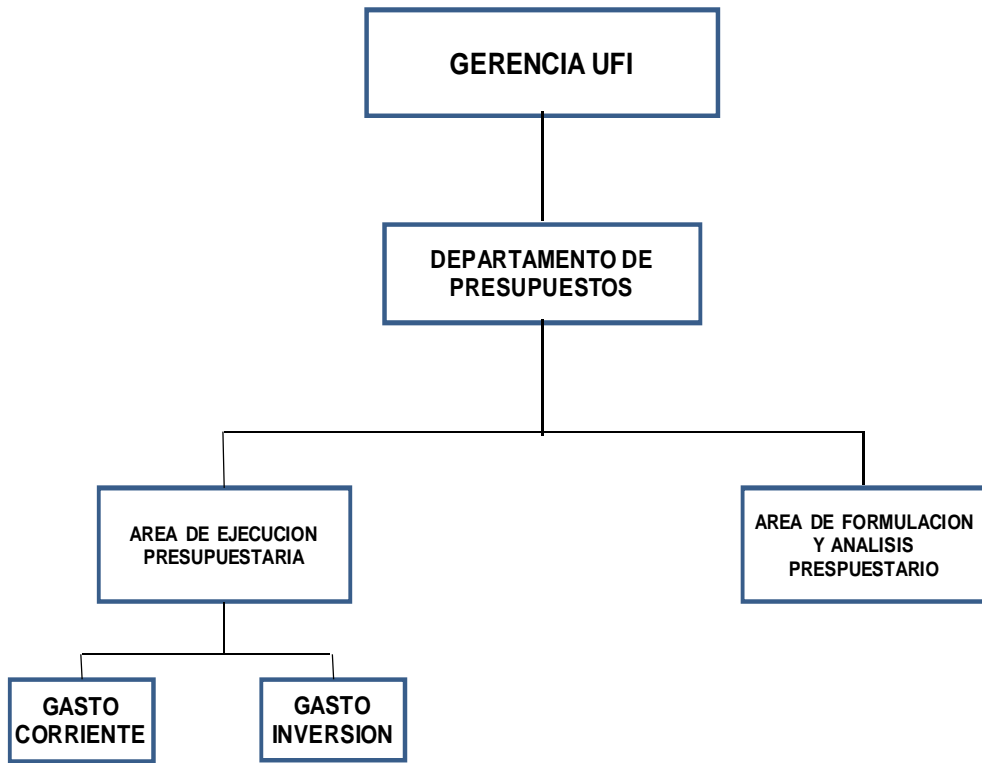 GERENCIA UFI
DEPARTAMENTO DE
PRESUPUESTOS
AREA DE EJECUCION
PRESUPUESTARIA
AREA DE FORMULACION
Y ANALISIS
PRESPUESTARIO
GASTO
CORRIENTE
GASTO
INVERSION